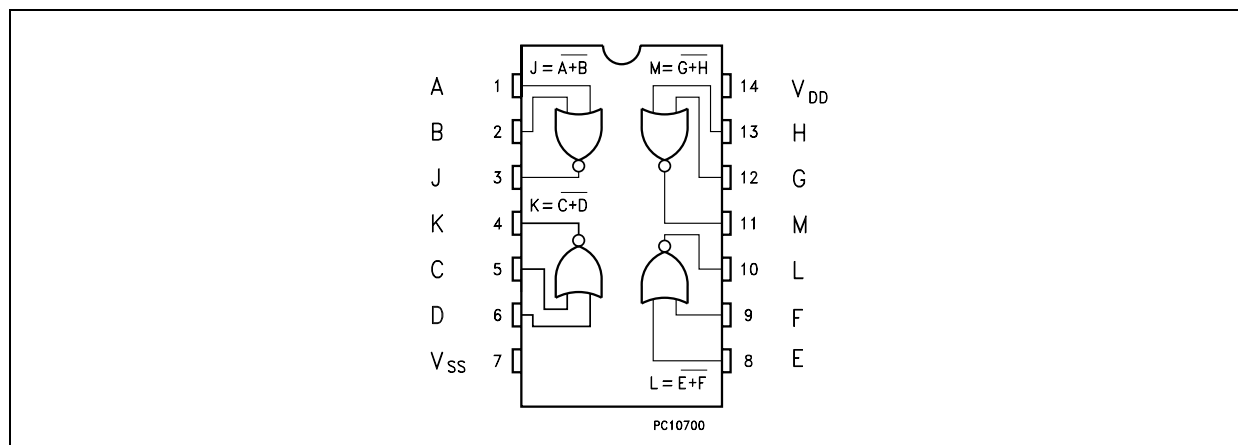 J = A+B̅ M = G+H̅
A 1 14 VDD
B 2 13 H
J 3 12 G
K = C+D̅
K 4 11 M
C 5 10 L
D 6 9 F
VSS 7 8 E
L = E+F̅
PC10700